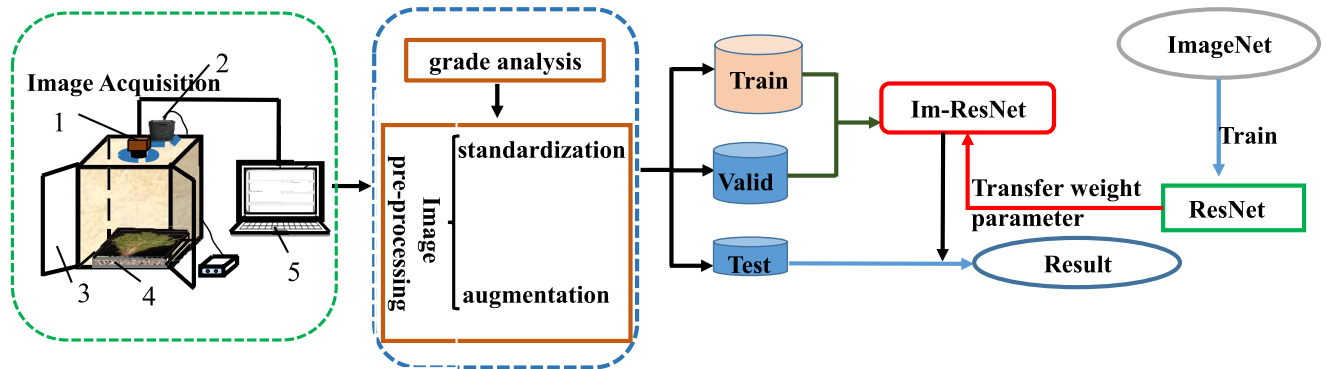 Image Acquisition
1
2
3
4
5
grade analysis
Image
pre-processing
standardization
augmentation
Train
Valid
Test
Im-ResNet
Transfer weight
parameter
ImageNet
Train
ResNet
Result